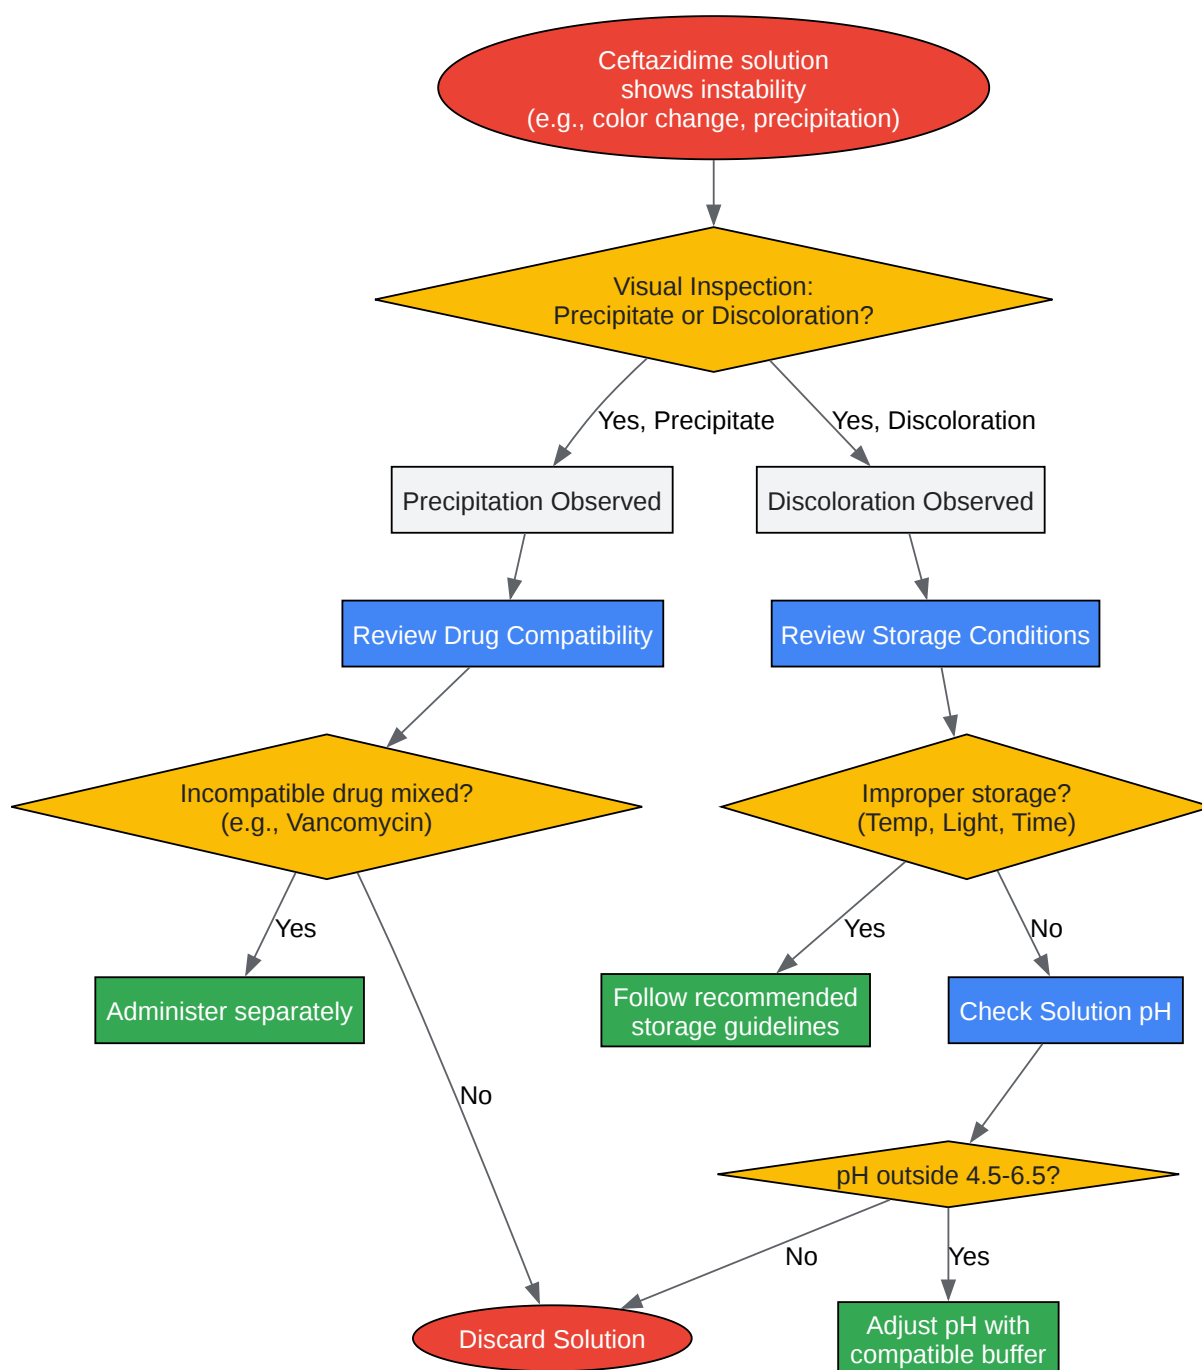 Ceftazidime solution
shows instability
(e.g., color change, precipitation)
Visual Inspection:
Precipitate or Discoloration?
Yes, Precipitate
Yes, Discoloration
Precipitation Observed
Discoloration Observed
Review Drug Compatibility
Review Storage Conditions
Incompatible drug mixed?
(e.g., Vancomycin)
Improper storage?
(Temp, Light, Time)
Yes
Yes
No
Administer separately
Follow recommended
storage guidelines
Check Solution pH
No
pH outside 4.5-6.5?
No
Yes
Discard Solution
Adjust pH with
compatible buffer